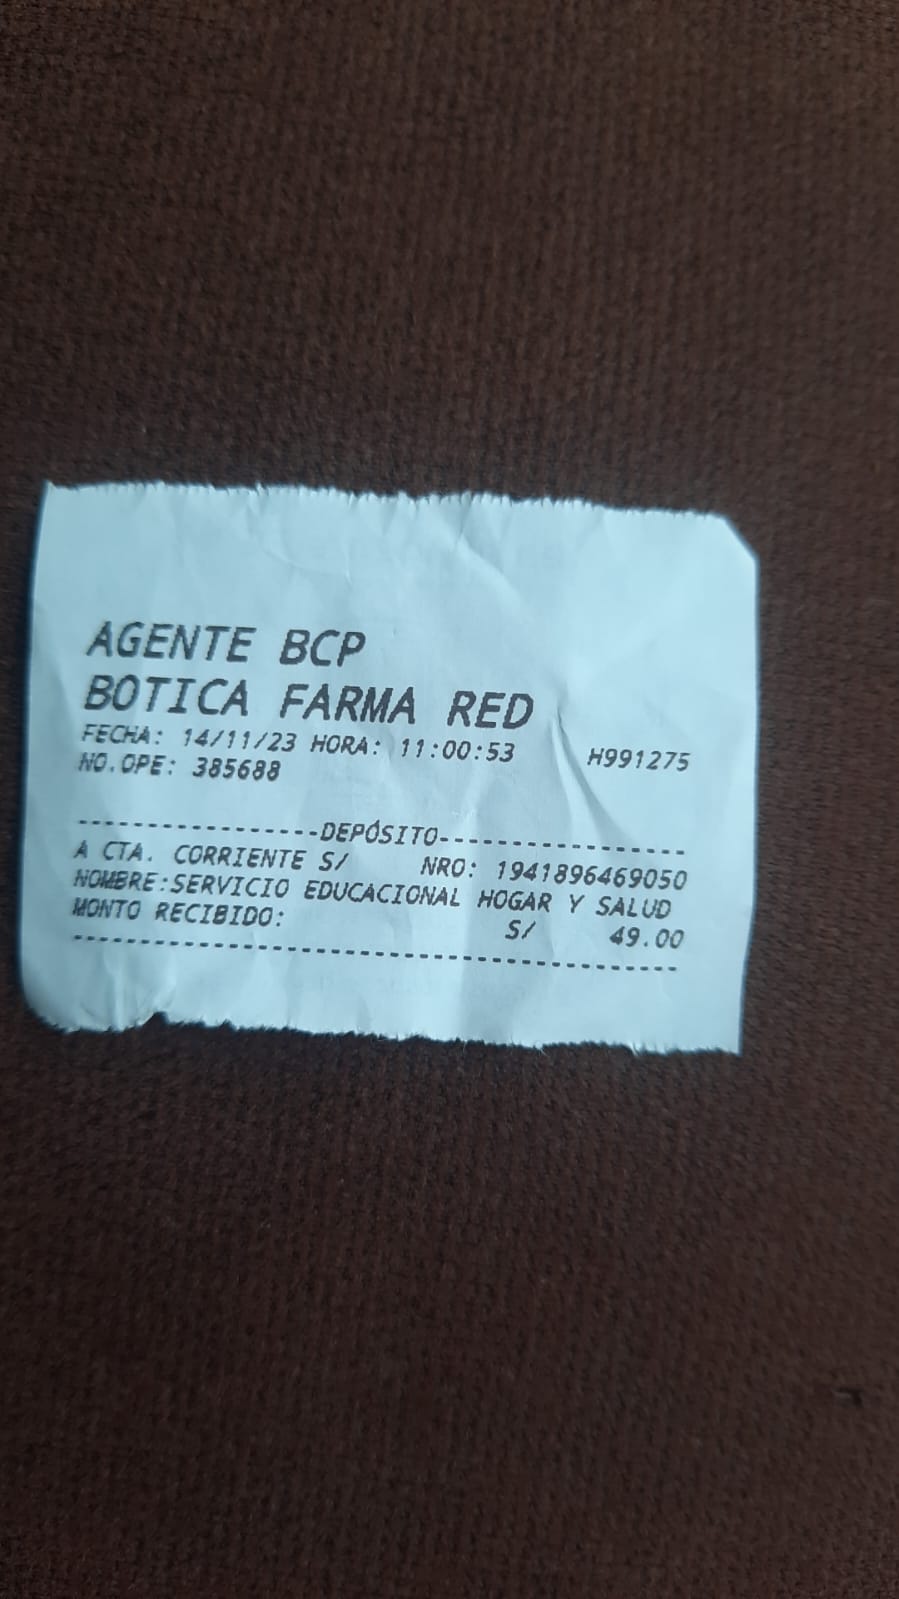 AGENTE BCP
BOTICA FARMA RED
FECHA: 14/11/23 HORA: 11:00:53 H991275
NO.OPE: 385688
-----------------DEPÓSITO-----------------
A CTA. CORRIENTE S/ NRO: 1941896469050
NOMBRE:SERVICIO EDUCACIONAL HOGAR Y SALUD
MONTO RECIBIDO: S/ 49.00
------------------------------------------